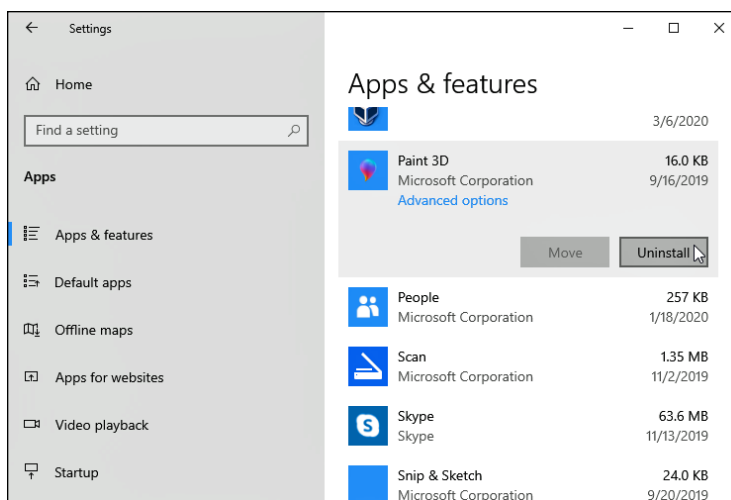 Settings
Home
Find a setting
Apps
Apps & features
Default apps
Offline maps
Apps for websites
Video playback
Startup
Apps & features
3/6/2020
Paint 3D 16.0 KB
Microsoft Corporation 9/16/2019
Advanced options
Move Uninstall
People 257 KB
Microsoft Corporation 1/18/2020
Scan 1.35 MB
Microsoft Corporation 11/2/2019
Skype 63.6 MB
Skype 11/13/2019
Snip & Sketch 24.0 KB
Microsoft Corporation 9/20/2019